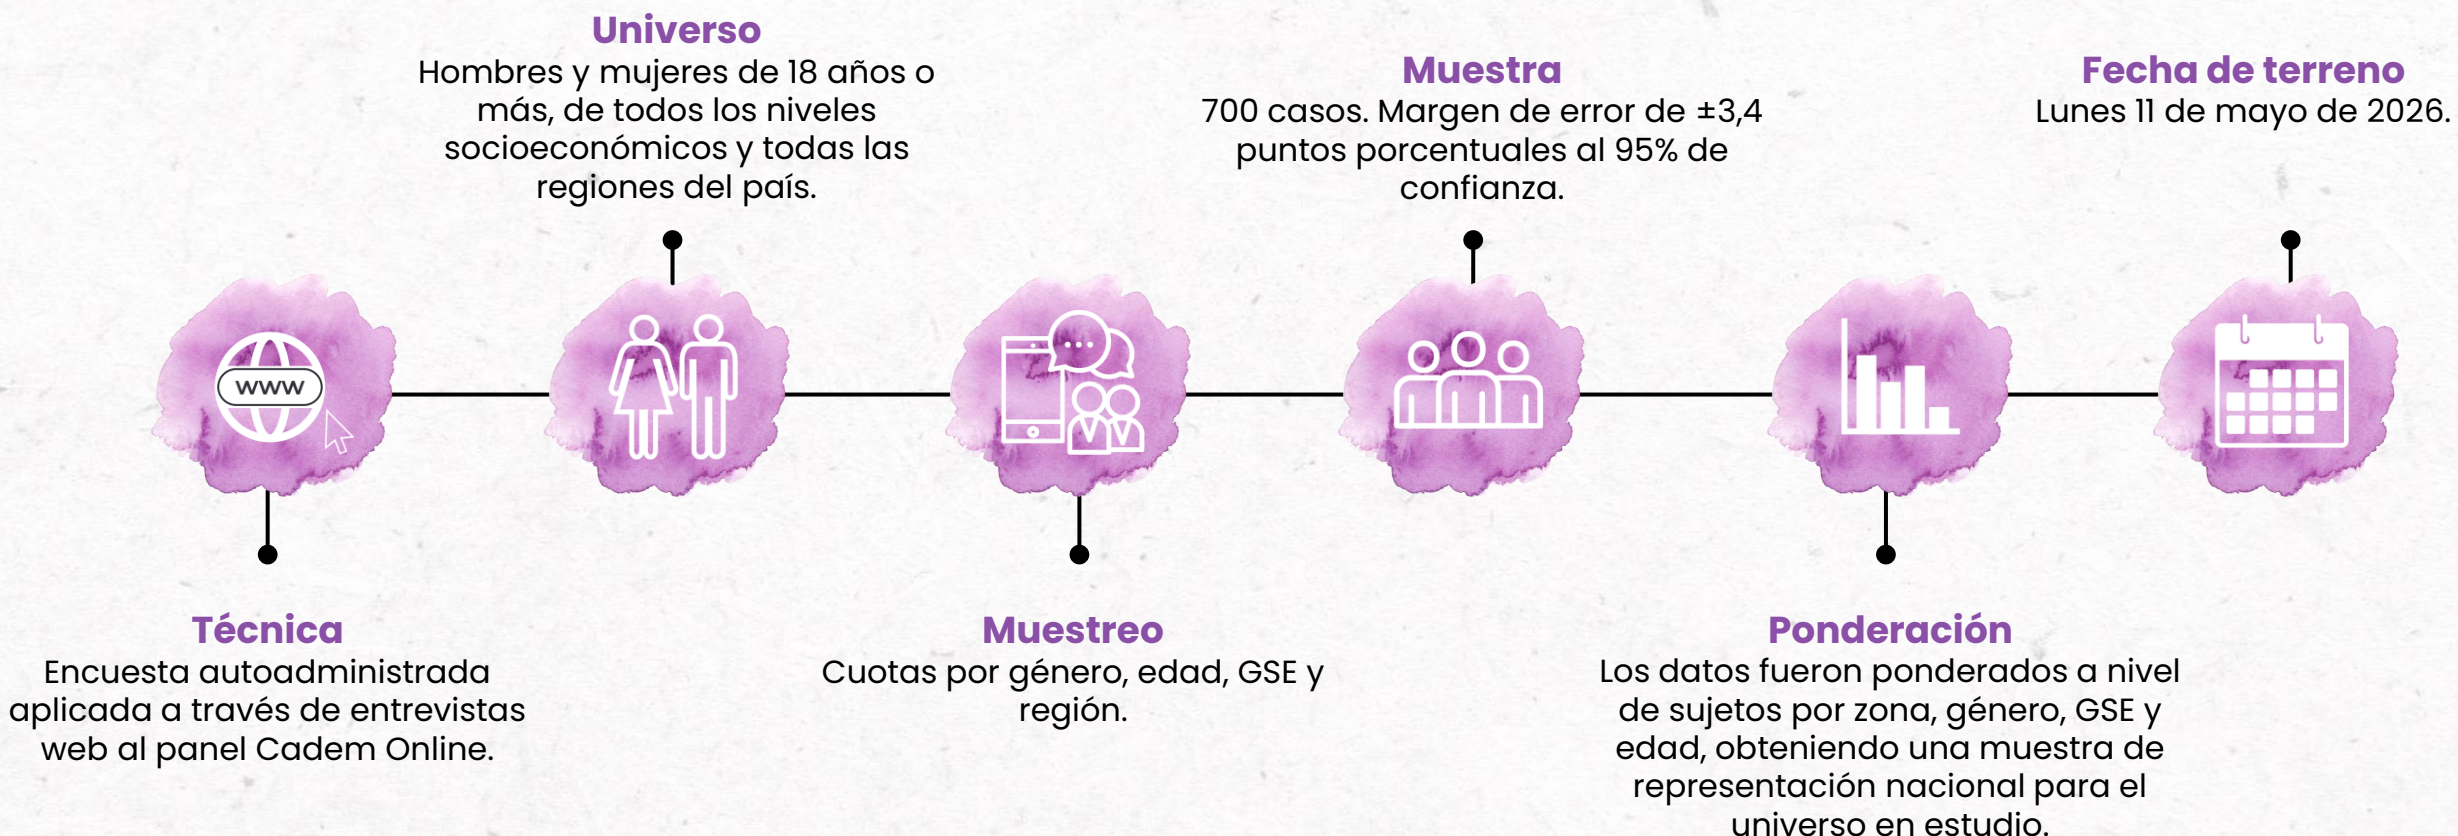 Universo
Hombres y mujeres de 18 años o
más, de todos los niveles
socioeconómicos y todas las
regiones del país.
Muestra
700 casos. Margen de error de ±3,4
puntos porcentuales al 95% de
confianza.
Fecha de terreno
Lunes 11 de mayo de 2026.
www
Técnica
Encuesta autoadministrada
aplicada a través de entrevistas
web al panel Cadem Online.
Muestreo
Cuotas por género, edad, GSE y
región.
Ponderación
Los datos fueron ponderados a nivel
de sujetos por zona, género, GSE y
edad, obteniendo una muestra de
representación nacional para el
universo en estudio.